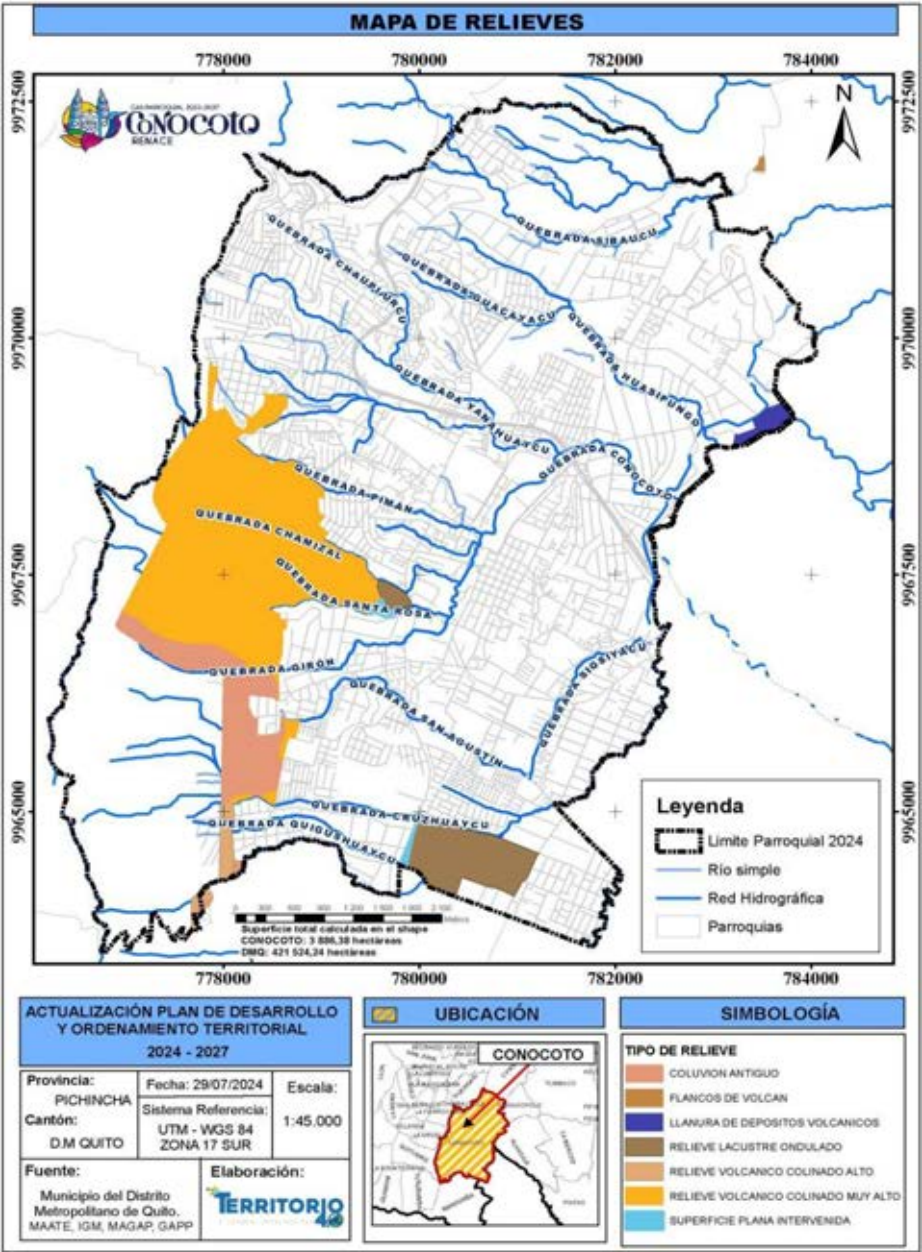 MAPA DE RELIEVES
778000 780000 782000 784000
9972500 9972500
9970000 9970000
9967500 9967500
9965000 9965000
CONOCOTO
RENACE
N
QUEBRADA SIBAUCU
QUEBRADA CHAUPI URCU
QUEBRADA GUACAYACU
QUEBRADA HUASIPUNGO
QUEBRADA YANAHUAYCU
QUEBRADA CONOCOTO
QUEBRADA PIMAN
QUEBRADA CHAMIZAL
QUEBRADA SANTA ROSA
QUEBRADA GIRON
QUEBRADA SIGSIYACU
QUEBRADA SAN AGUSTIN
QUEBRADA CRUZHUAYCU
QUEBRADA QUIGUSHUAYCU
Leyenda
Limite Parroquial 2024
Río simple
Red Hidrográfica
Parroquias
Superficie total calculada en el shape
CONOCOTO: 3 886,38 hectáreas
DMQ: 421 524,24 hectáreas
778000 780000 782000 784000
ACTUALIZACIÓN PLAN DE DESARROLLO
Y ORDENAMIENTO TERRITORIAL
2024 - 2027
Provincia:
PICHINCHA
Cantón:
D.M QUITO
Fecha: 29/07/2024
Sistema Referencia:
UTM - WGS 84
ZONA 17 SUR
Escala:
1:45.000
Fuente:
Municipio del Distrito
Metropolitano de Quito.
MAATE, IGM, MAGAP, GAPP
Elaboración:
TERRITORIO
UBICACIÓN
CONOCOTO
SIMBOLOGÍA
TIPO DE RELIEVE
COLUVION ANTIGUO
FLANCOS DE VOLCAN
LLANURA DE DEPOSITOS VOLCANICOS
RELIEVE LACUSTRE ONDULADO
RELIEVE VOLCANICO COLINADO ALTO
RELIEVE VOLCANICO COLINADO MUY ALTO
SUPERFICIE PLANA INTERVENIDA